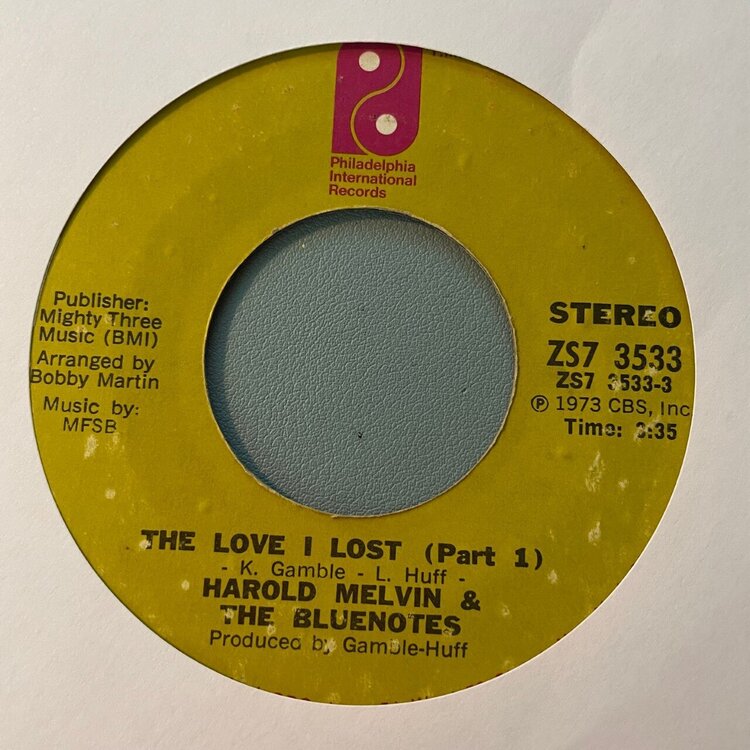 Philadelphia
International
Records
Publisher:
Mighty Three
Music (BMI)
Arranged by
Bobby Martin
Music by:
MFSB
STEREO
ZS7 3533
ZS7 3533-3
℗ 1973 CBS, Inc
Time: 3:35
THE LOVE I LOST (Part 1)
- K. Gamble - L. Huff -
HAROLD MELVIN &
THE BLUENOTES
Produced by Gamble-Huff